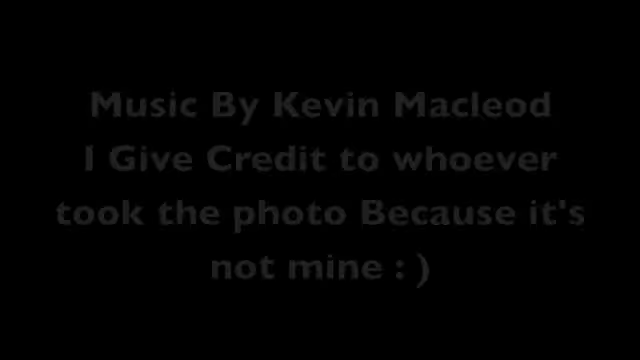 Music By Kevin Macleod
I Give Credit to whoever
took the photo Because it's
not mine : )